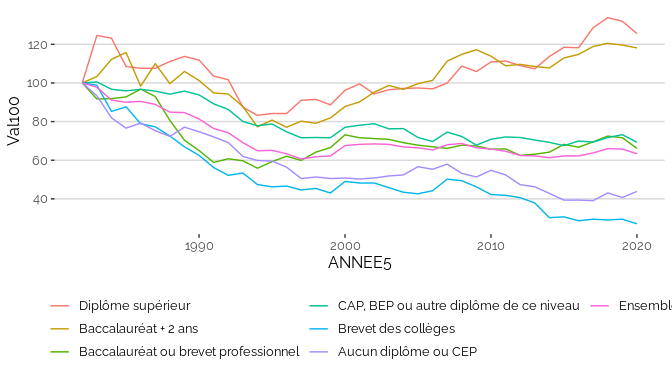 120
100
80
60
40
Val100
1990
2000
2010
2020
ANNEE5
Diplôme supérieur
CAP, BEP ou autre diplôme de ce niveau
Ensembl
Baccalauréat + 2 ans
Brevet des collèges
Baccalauréat ou brevet professionnel
Aucun diplôme ou CEP